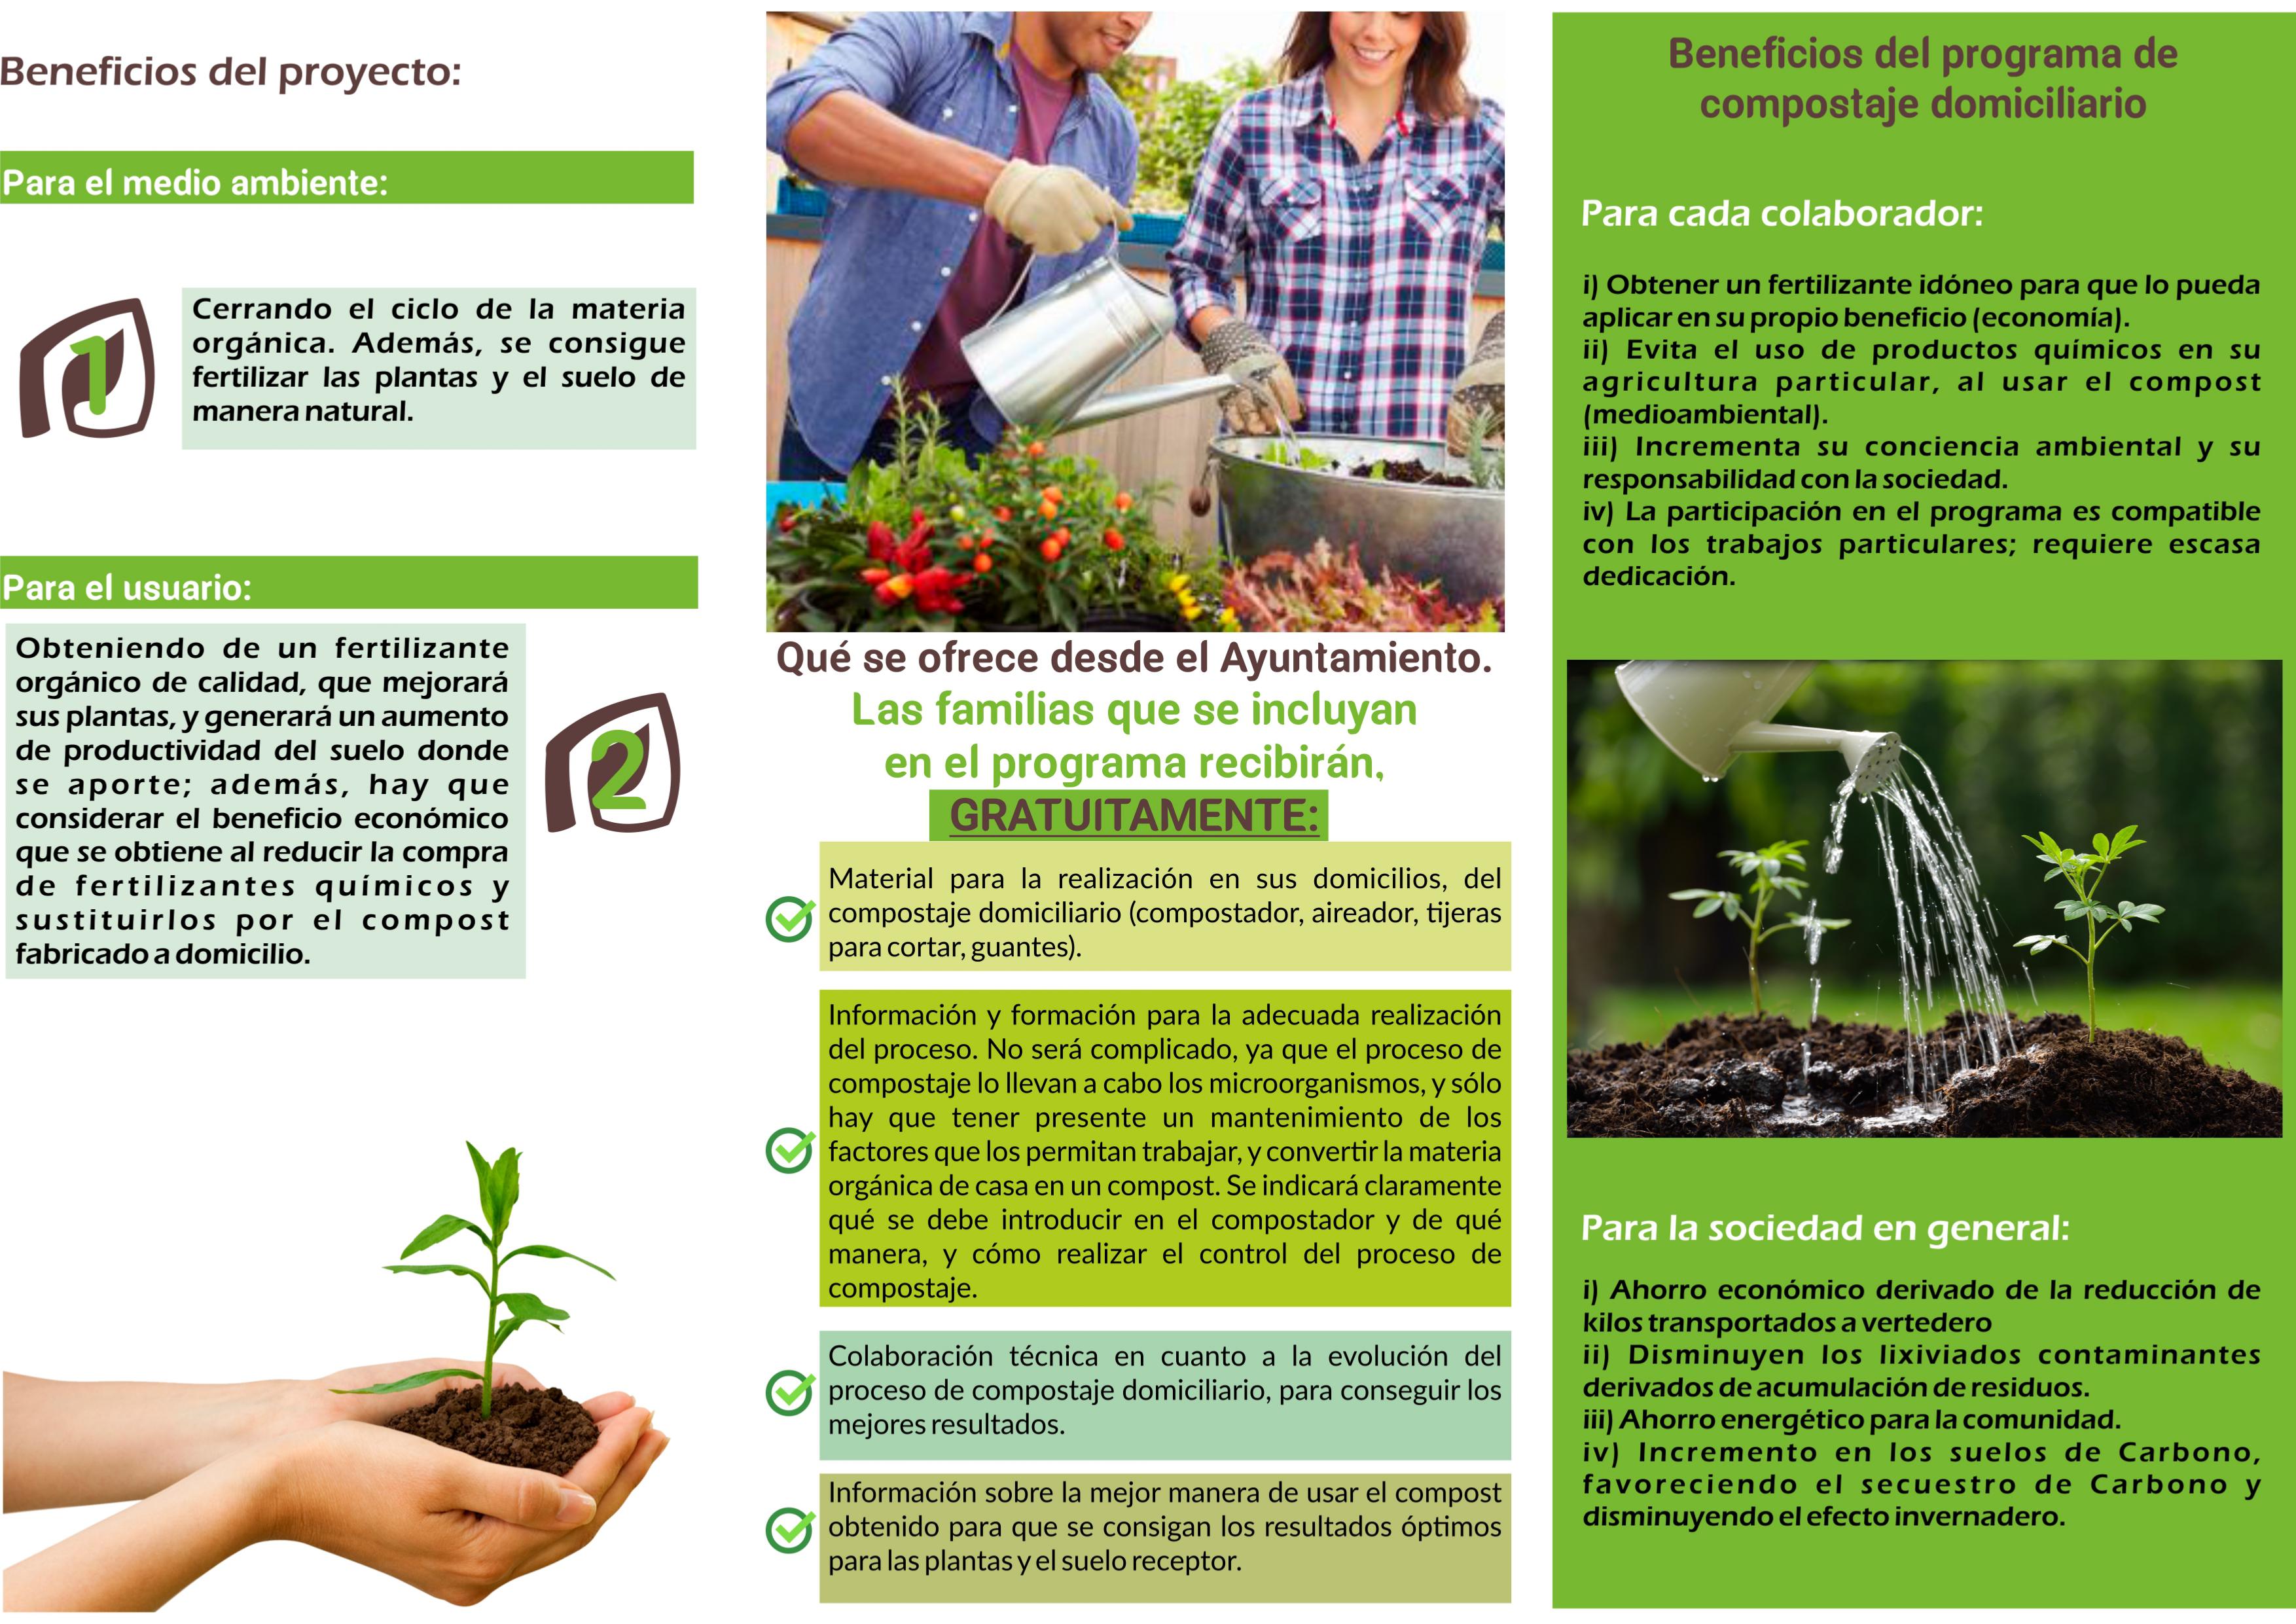 Beneficios del proyecto:
Para el medio ambiente:
1
Cerrando el ciclo de la materia
orgánica. Además, se consigue
fertilizar las plantas y el suelo de
manera natural.
Para el usuario:
Obteniendo de un fertilizante
orgánico de calidad, que mejorará
sus plantas, y generará un aumento
de productividad del suelo donde
se aporte; además, hay que
considerar el beneficio económico
que se obtiene al reducir la compra
de fertilizantes químicos y
sustituirlos por el compost
fabricado a domicilio.
2
Qué se ofrece desde el Ayuntamiento.
Las familias que se incluyan
en el programa recibirán,
GRATUITAMENTE:
Material para la realización en sus domicilios, del
compostaje domiciliario (compostador, aireador, tijeras
para cortar, guantes).
Información y formación para la adecuada realización
del proceso. No será complicado, ya que el proceso de
compostaje lo llevan a cabo los microorganismos, y sólo
hay que tener presente un mantenimiento de los
factores que los permitan trabajar, y convertir la materia
orgánica de casa en un compost. Se indicará claramente
qué se debe introducir en el compostador y de qué
manera, y cómo realizar el control del proceso de
compostaje.
Colaboración técnica en cuanto a la evolución del
proceso de compostaje domiciliario, para conseguir los
mejores resultados.
Información sobre la mejor manera de usar el compost
obtenido para que se consigan los resultados óptimos
para las plantas y el suelo receptor.
Beneficios del programa de
compostaje domiciliario
Para cada colaborador:
i) Obtener un fertilizante idóneo para que lo pueda
aplicar en su propio beneficio (economía).
ii) Evita el uso de productos químicos en su
agricultura particular, al usar el compost
(medioambiental).
iii) Incrementa su conciencia ambiental y su
responsabilidad con la sociedad.
iv) La participación en el programa es compatible
con los trabajos particulares; requiere escasa
dedicación.
Para la sociedad en general:
i) Ahorro económico derivado de la reducción de
kilos transportados a vertedero
ii) Disminuyen los lixiviados contaminantes
derivados de acumulación de residuos.
iii) Ahorro energético para la comunidad.
iv) Incremento en los suelos de Carbono,
favoreciendo el secuestro de Carbono y
disminuyendo el efecto invernadero.